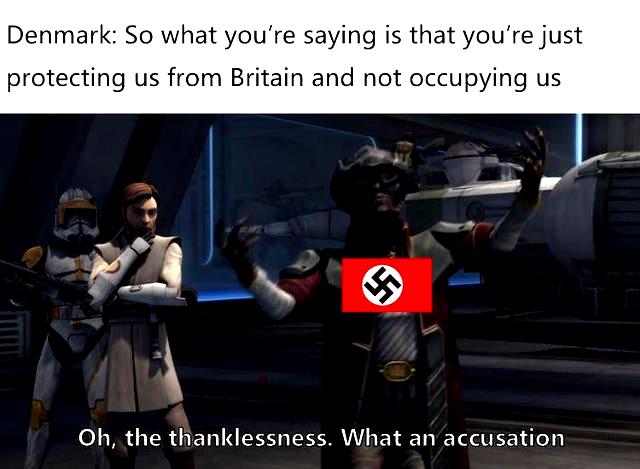 Denmark: So what you’re saying is that you’re just
protecting us from Britain and not occupying us
Oh, the thanklessness. What an accusation